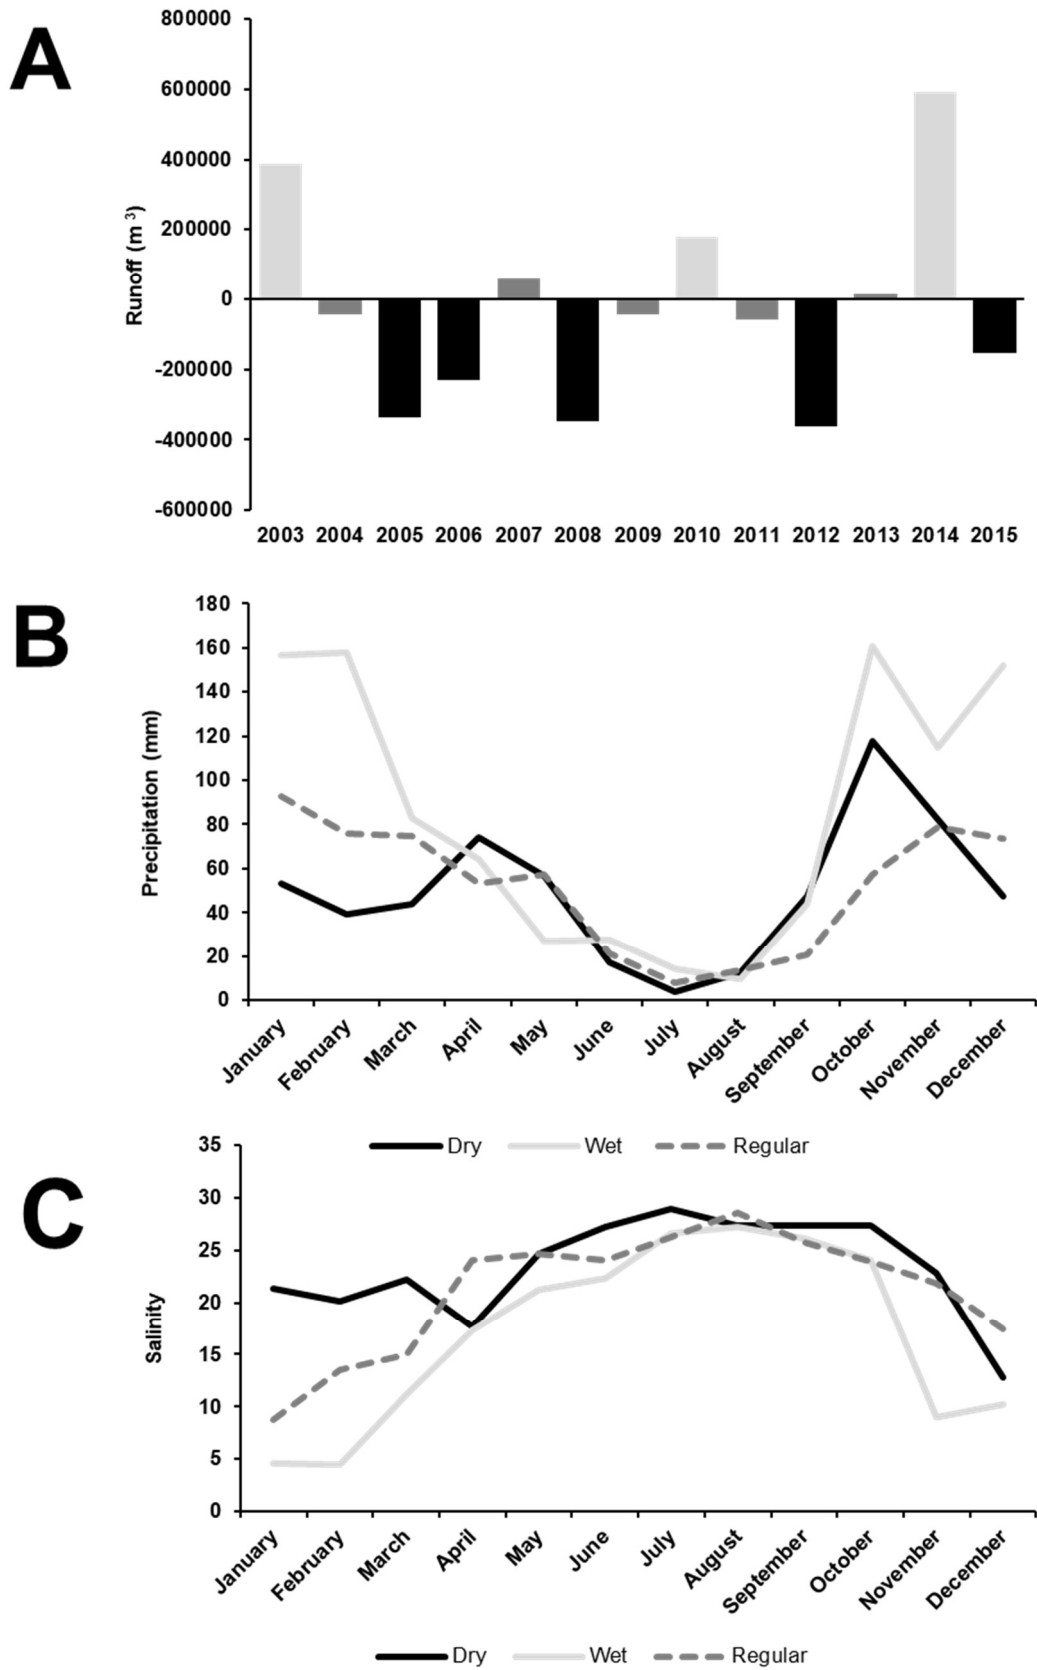 A
800000
600000
400000
200000
0
-200000
-400000
-600000
Runoff (m³)
2003 2004 2005 2006 2007 2008 2009 2010 2011 2012 2013 2014 2015
B
180
160
140
120
100
80
60
40
20
0
Precipitation (mm)
January February March April May June July August September October November December
Dry Wet Regular
C
35
30
25
20
15
10
5
0
Salinity
January February March April May June July August September October November December
Dry Wet Regular